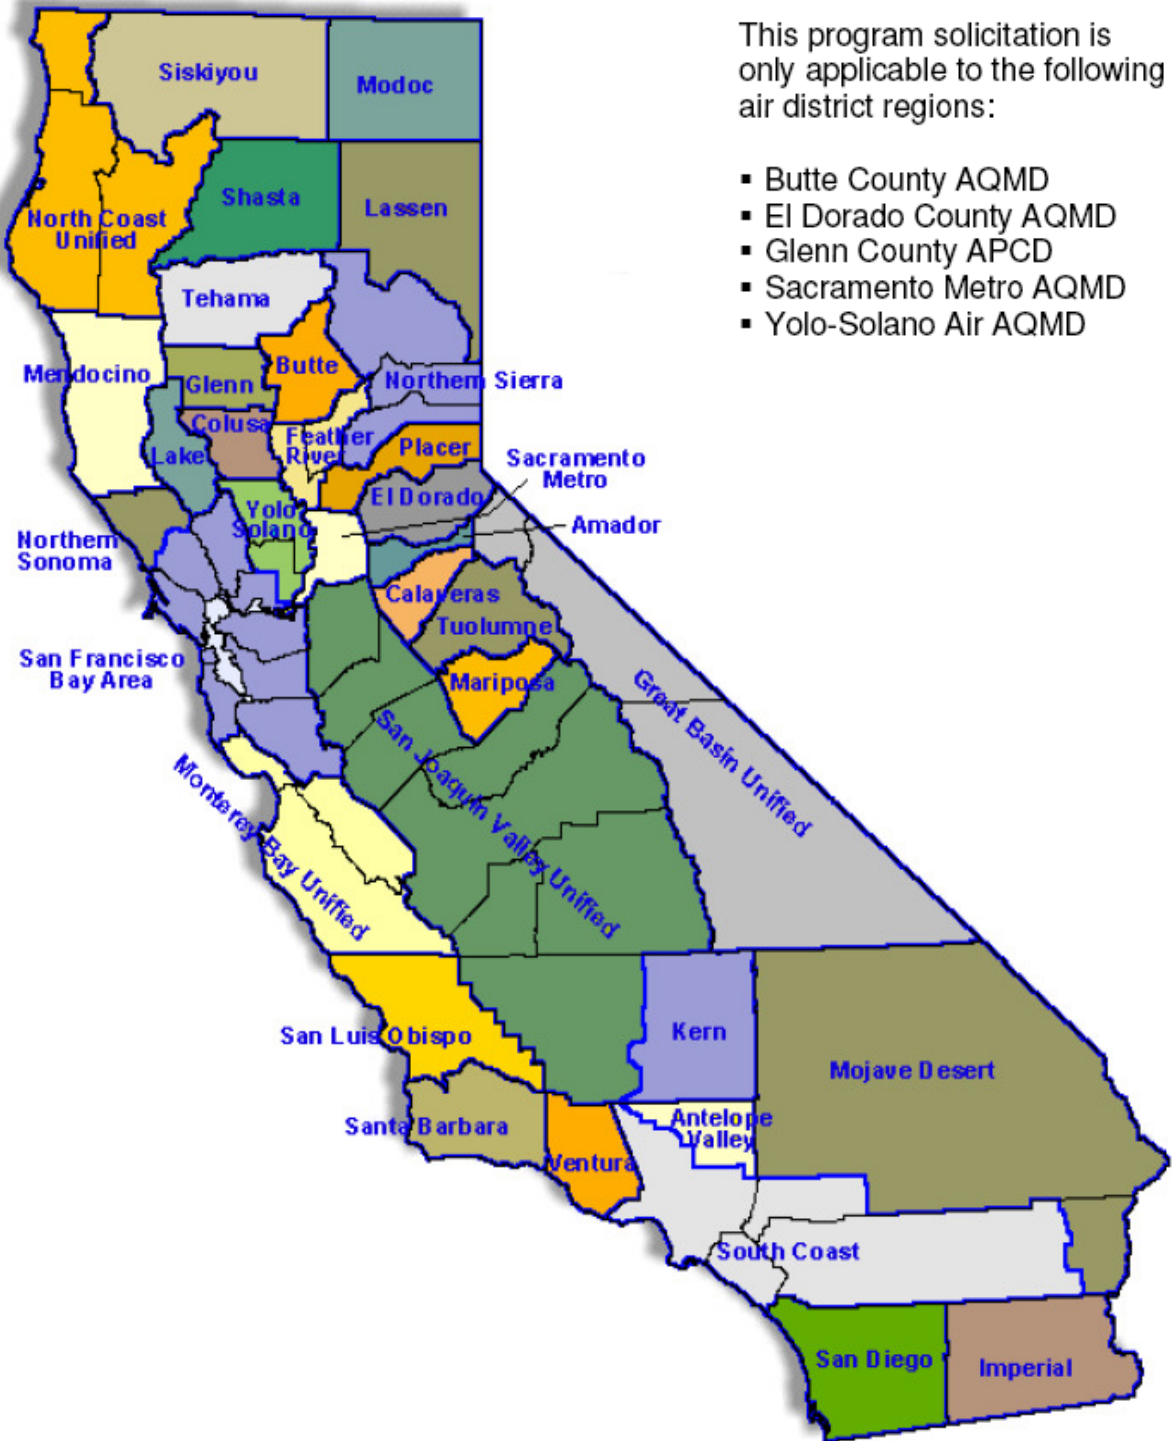 This program solicitation is
only applicable to the following
air district regions:
▪ Butte County AQMD
▪ El Dorado County AQMD
▪ Glenn County APCD
▪ Sacramento Metro AQMD
▪ Yolo-Solano Air AQMD
Siskiyou
Modoc
Shasta
Lassen
North Coast
Unified
Tehama
Mendocino
Glenn
Butte
Northern Sierra
Colusa
Lake
Feather
River
Placer
Sacramento
Metro
El Dorado
Yolo
Solano
Amador
Northern
Sonoma
Calaveras
Tuolumne
San Francisco
Bay Area
Mariposa
Great Basin Unified
San Joaquin Valley Unified
Monterey Bay Unified
San Luis Obispo
Kern
Mojave Desert
Santa Barbara
Antelope
Valley
Ventura
South Coast
San Diego
Imperial